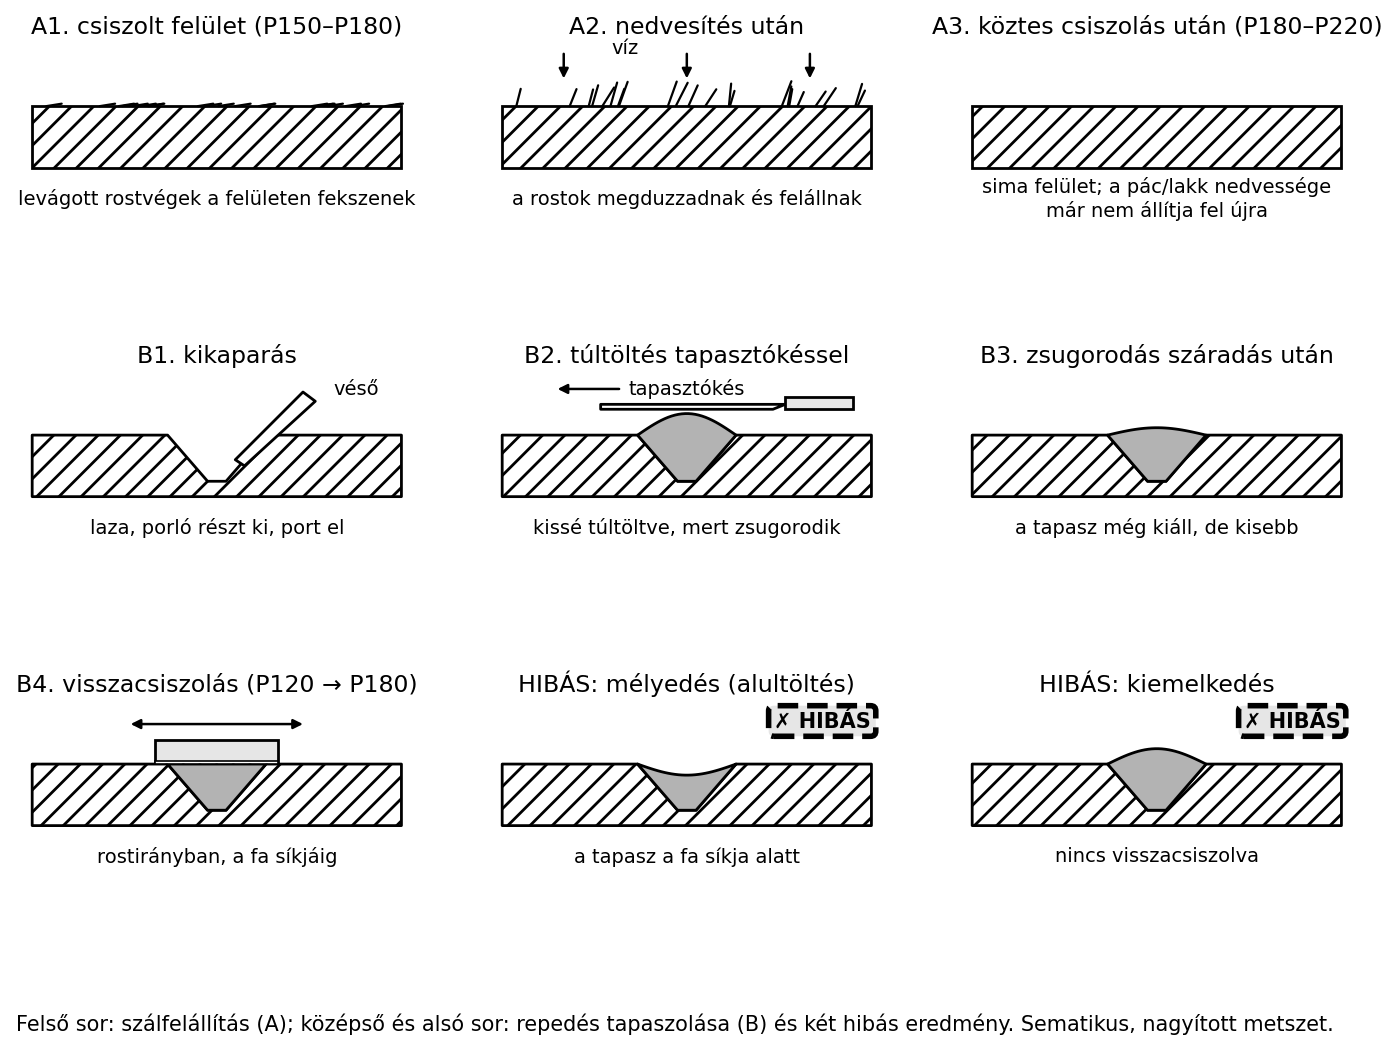 A1. csiszolt felület (P150–P180)
A2. nedvesítés után
A3. köztes csiszolás után (P180–P220)
víz
levágott rostvégek a felületen fekszenek
a rostok megduzzadnak és felállnak
sima felület; a pác/lakk nedvessége
már nem állítja fel újra
B1. kikaparás
B2. túltöltés tapasztókéssel
B3. zsugorodás száradás után
véső
tapasztókés
laza, porló részt ki, port el
kissé túltöltve, mert zsugorodik
a tapasz még kiáll, de kisebb
B4. visszacsiszolás (P120 → P180)
HIBÁS: mélyedés (alultöltés)
HIBÁS: kiemelkedés
✗ HIBÁS
✗ HIBÁS
rostirányban, a fa síkjáig
a tapasz a fa síkja alatt
nincs visszacsiszolva
Felső sor: szálfelállítás (A); középső és alsó sor: repedés tapaszolása (B) és két hibás eredmény. Sematikus, nagyított metszet.